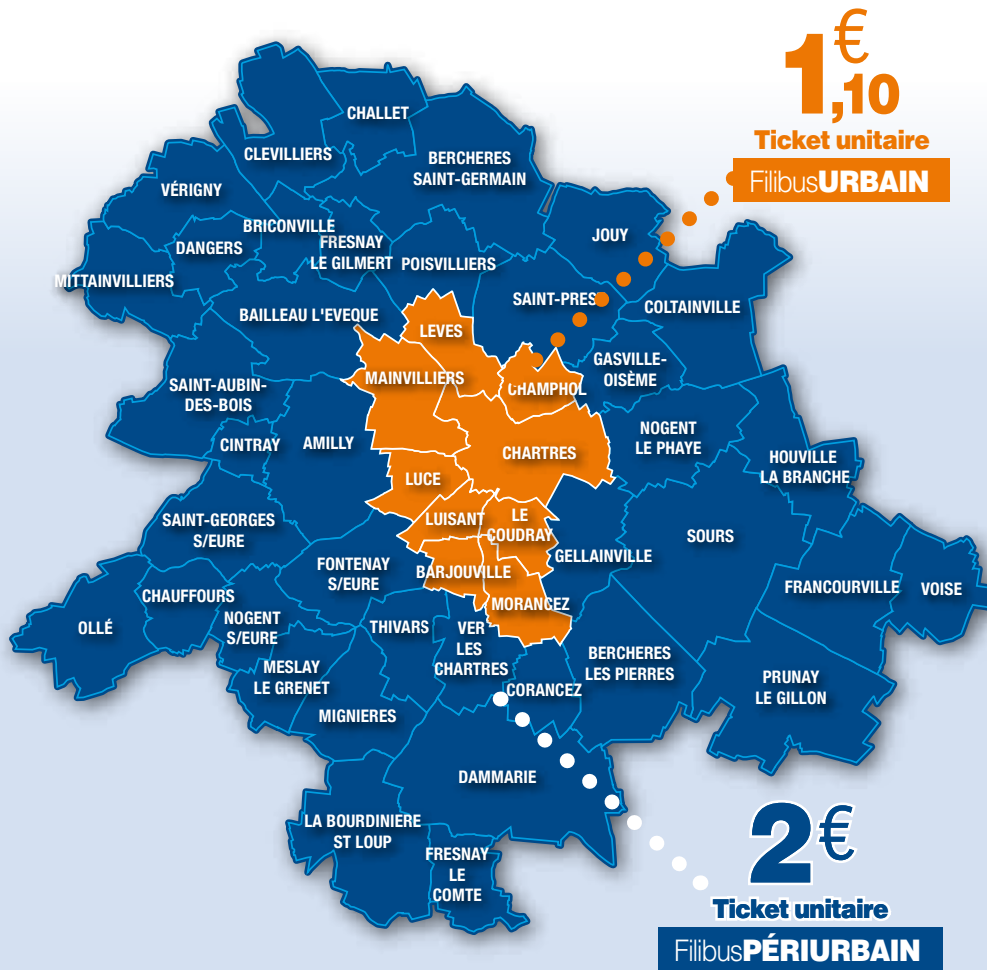 1,10 €
Ticket unitaire
FilibusURBAIN
CHALLET
CLEVILLIERS
BERCHERES
SAINT-GERMAIN
VÉRIGNY
BRICONVILLE
DANGERS
FRESNAY
LE GILMERT
POISVILLIERS
JOUY
MITTAINVILLIERS
SAINT-PRES
COLTAINVILLE
BAILLEAU L'EVEQUE
LEVES
GASVILLE-
OISÈME
MAINVILLIERS
CHAMPHOL
SAINT-AUBIN-
DES-BOIS
CINTRAY
AMILLY
CHARTRES
NOGENT
LE PHAYE
HOUVILLE
LA BRANCHE
LUCE
SAINT-GEORGES
S/EURE
LUISANT
LE
COUDRAY
SOURS
GELLAINVILLE
FONTENAY
S/EURE
BARJOUVILLE
FRANCOURVILLE
VOISE
CHAUFFOURS
MORANCEZ
OLLÉ
NOGENT
S/EURE
THIVARS
VER
LES
CHARTRES
BERCHERES
LES PIERRES
MESLAY
LE GRENET
CORANCEZ
PRUNAY
LE GILLON
MIGNIERES
DAMMARIE
LA BOURDINIERE
ST LOUP
FRESNAY
LE
COMTE
2€
Ticket unitaire
FilibusPÉRIURBAIN